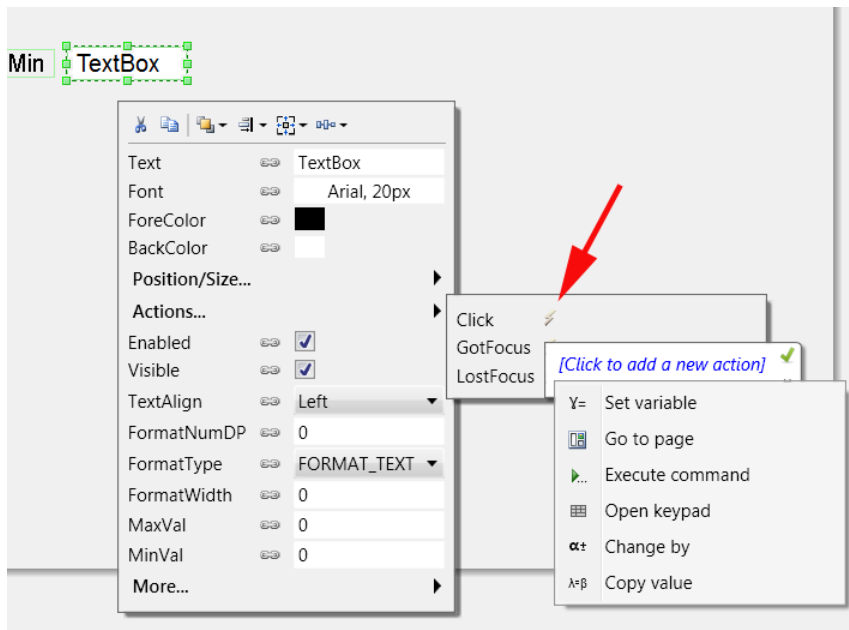 Min TextBox
Text TextBox
Font Arial, 20px
ForeColor
BackColor
Position/Size...
Actions...
Enabled
Visible
TextAlign Left
FormatNumDP 0
FormatType FORMAT_TEXT
FormatWidth 0
MaxVal 0
MinVal 0
More...
Click
GotFocus
LostFocus
[Click to add a new action]
γ= Set variable
Go to page
... Execute command
Open keypad
α± Change by
λ=β Copy value